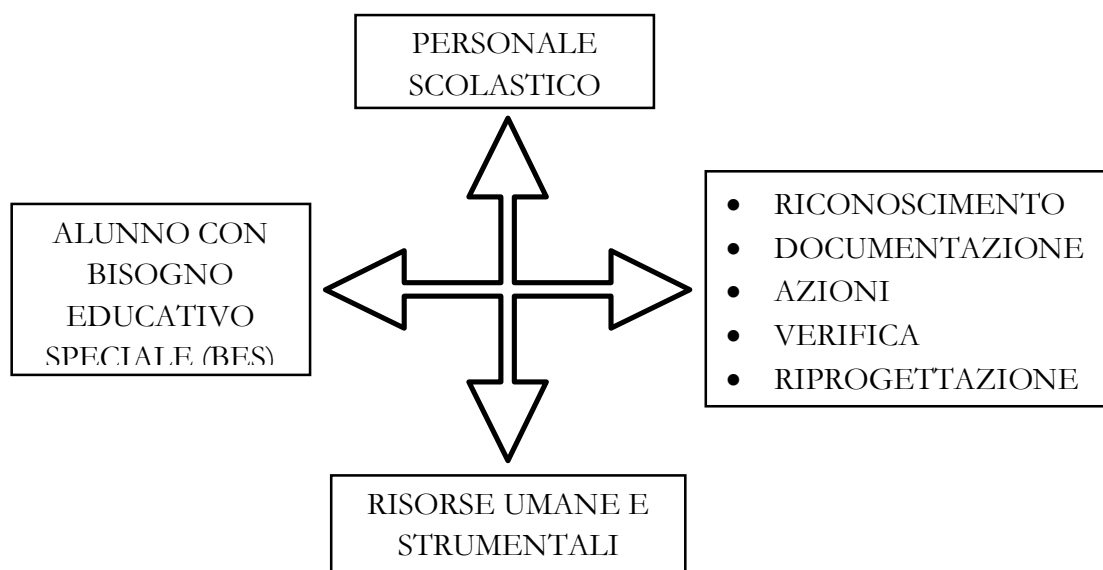 PERSONALE
SCOLASTICO
ALUNNO CON
BISOGNO
EDUCATIVO
SPECIALE (BES)
• RICONOSCIMENTO
• DOCUMENTAZIONE
• AZIONI
• VERIFICA
• RIPROGETTAZIONE
RISORSE UMANE E
STRUMENTALI